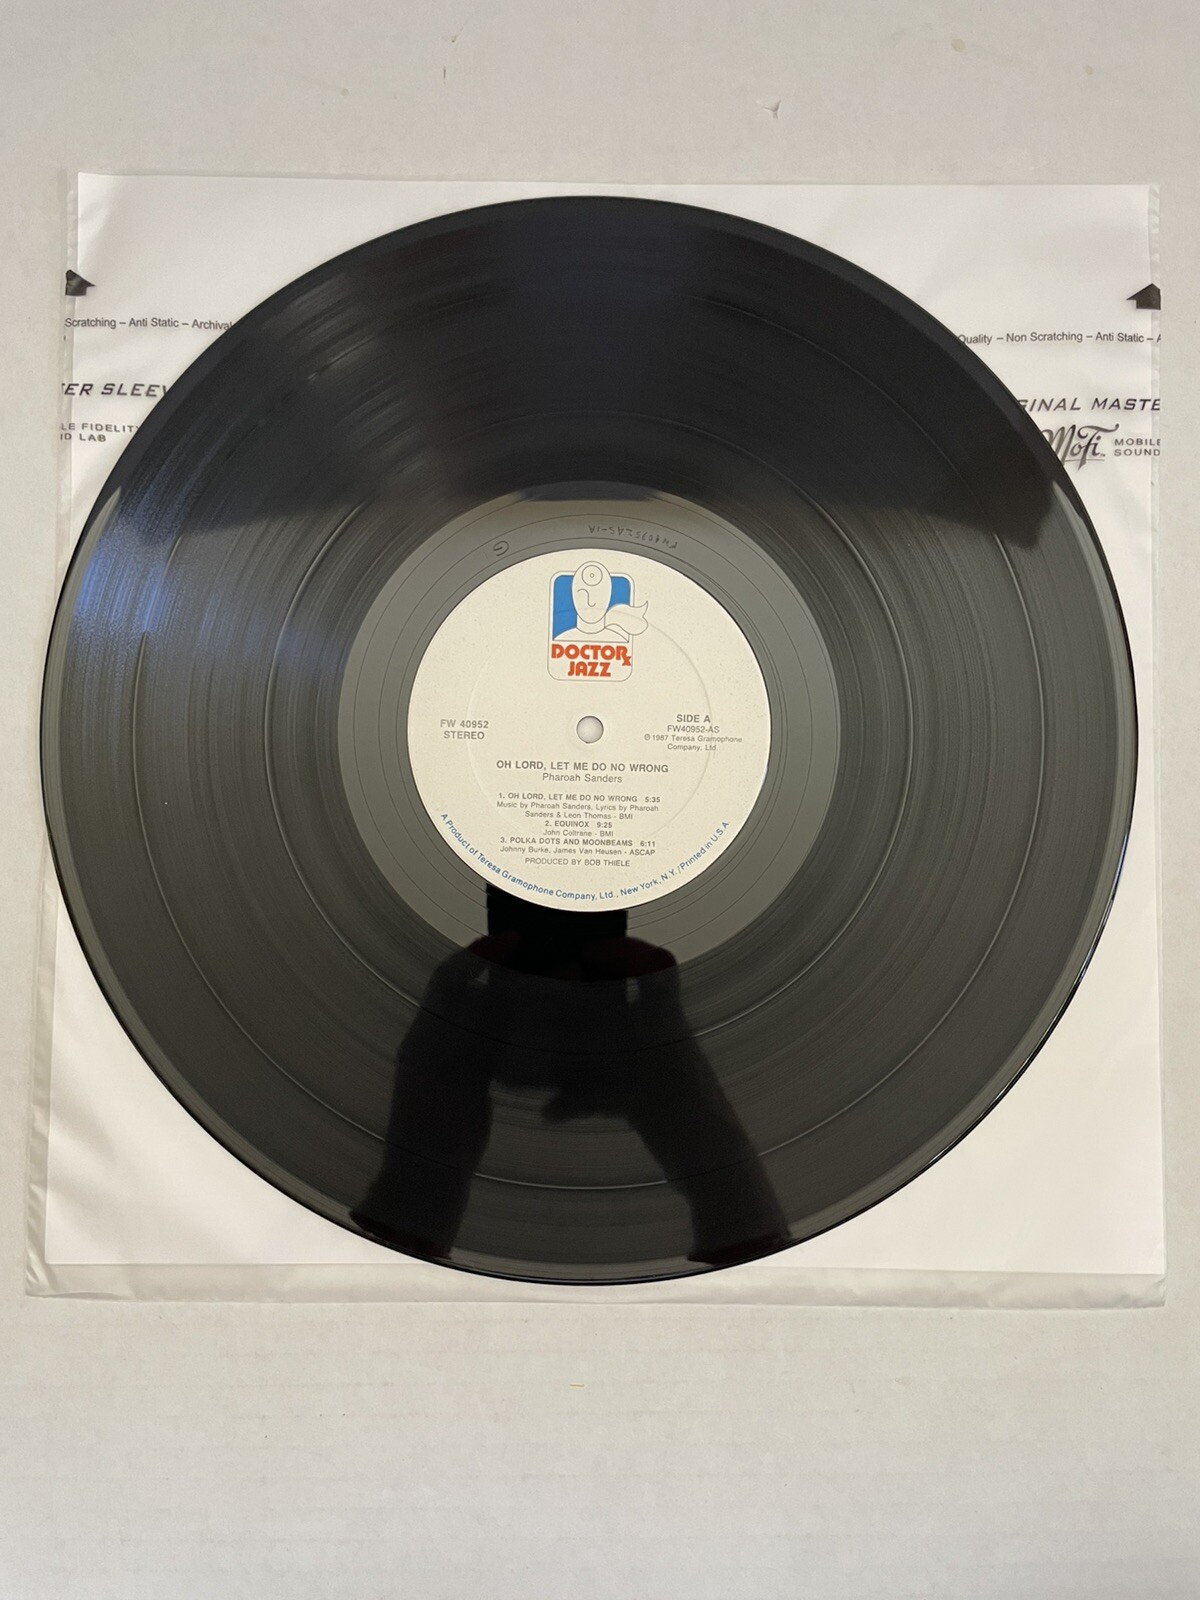 Scratching – Anti Static – Archival
Quality – Non Scratching – Anti Static –
ER SLEEV
GINAL MASTE
LE FIDELITY
D LAB
MoFi
MOBILE
SOUND
FW40952AS-1A
G
DOCTOR
JAZZ
FW 40952
STEREO
SIDE A
FW40952-AS
℗1987 Teresa Gramophone
Company, Ltd.
OH LORD, LET ME DO NO WRONG
Pharoah Sanders
1. OH LORD, LET ME DO NO WRONG 5:35
Music by Pharoah Sanders, Lyrics by Pharoah
Sanders & Leon Thomas - BMI
2. EQUINOX 9:25
John Coltrane - BMI
3. POLKA DOTS AND MOONBEAMS 6:11
Johnny Burke, James Van Heusen - ASCAP
PRODUCED BY BOB THIELE
A Product of Teresa Gramophone Company, Ltd., New York, N.Y./Printed in U.S.A